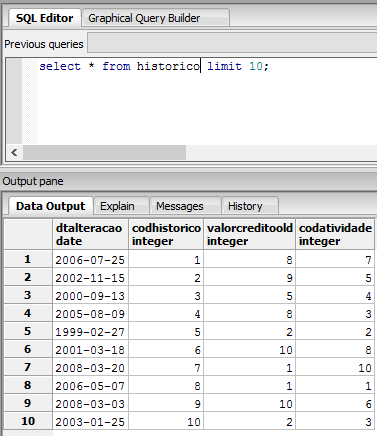 SQL Editor Graphical Query Builder
Previous queries
select * from historico limit 10;
Output pane
Data Output Explain Messages History
dtalteracao codhistorico valorcreditoold codatividade
date integer integer integer
1 2006-07-25 1 8 7
2 2002-11-15 2 9 5
3 2000-09-13 3 5 4
4 2005-08-09 4 8 3
5 1999-02-27 5 2 2
6 2001-03-18 6 10 8
7 2008-03-20 7 1 10
8 2006-05-07 8 1 1
9 2008-03-03 9 10 6
10 2003-01-25 10 2 3